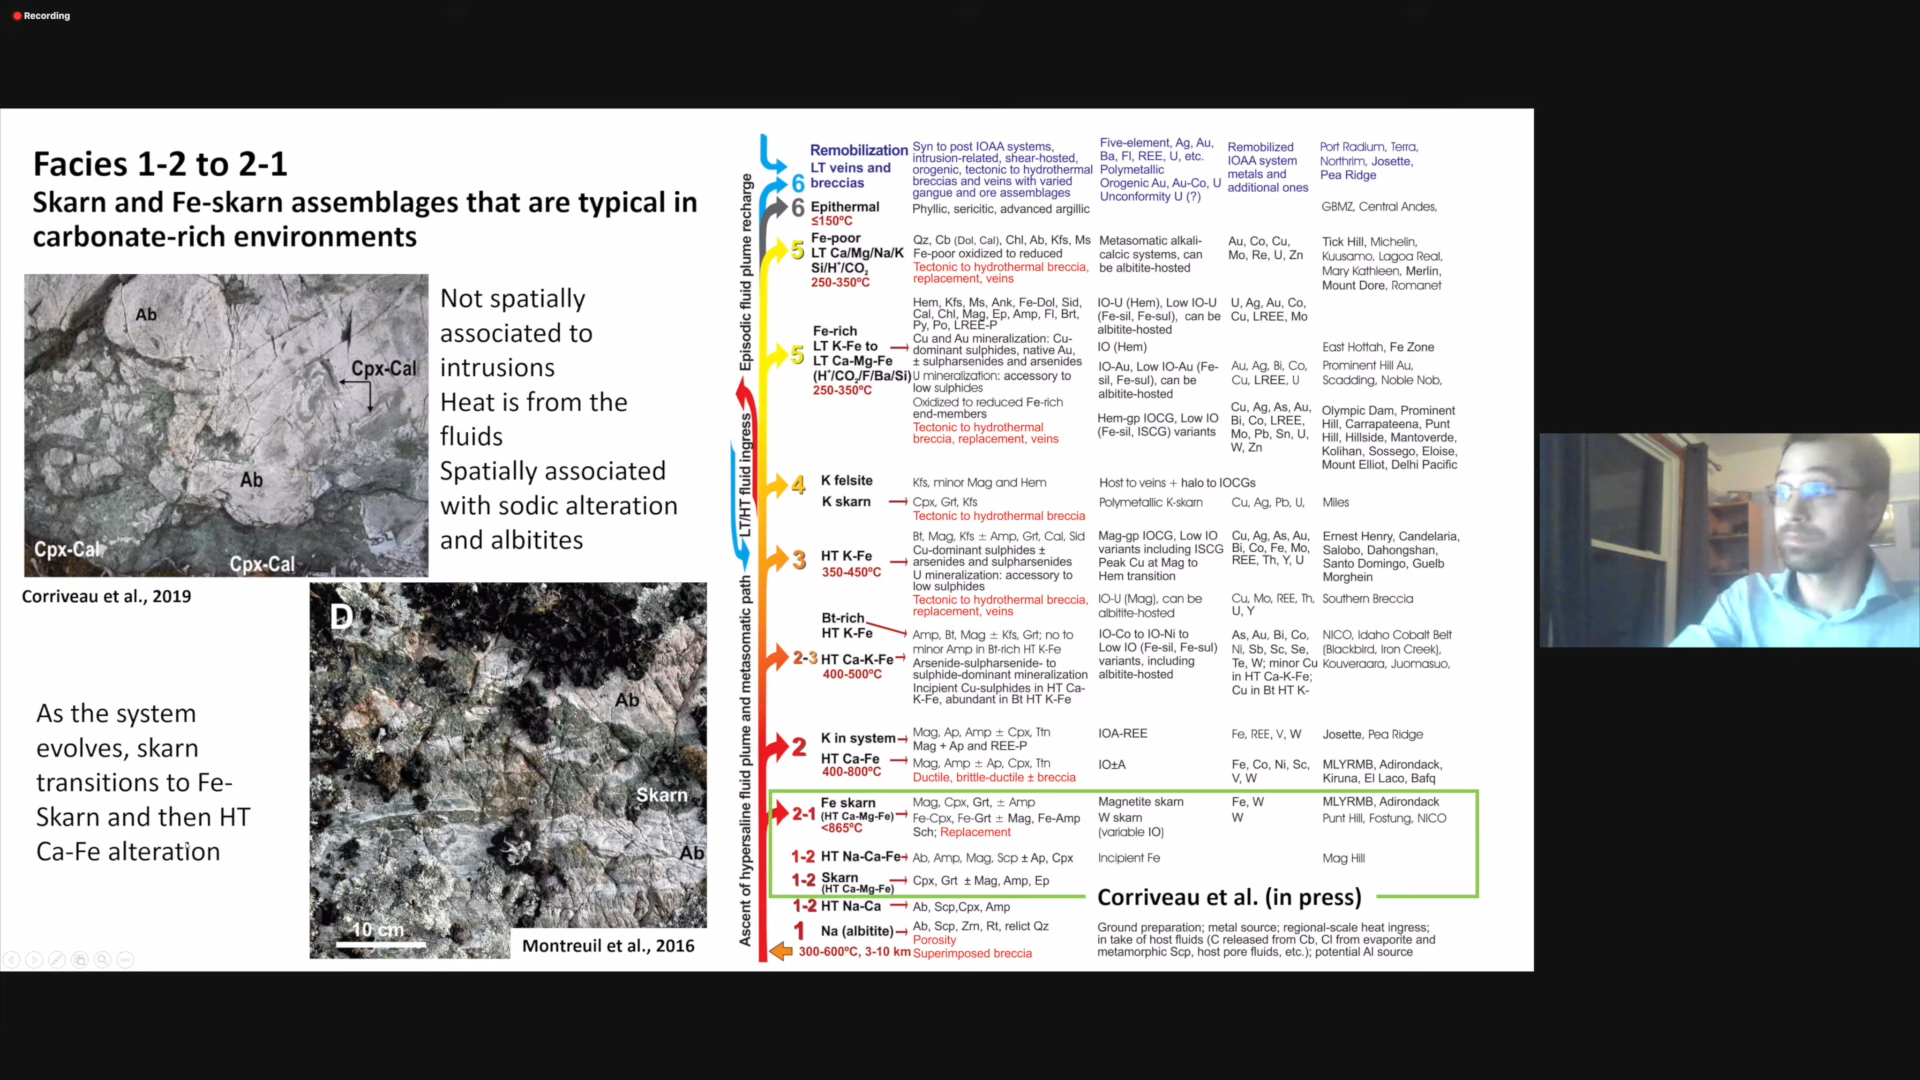 Recording
Facies 1-2 to 2-1
Skarn and Fe-skarn assemblages that are typical in
carbonate-rich environments
Ab
Cpx-Cal
Ab
Cpx-Cal
Cpx-Cal
Corriveau et al., 2019
Not spatially
associated to
intrusions
Heat is from the
fluids
Spatially associated
with sodic alteration
and albitites
As the system
evolves, skarn
transitions to Fe-
Skarn and then HT
Ca-Fe alteration
D
Ab
Skarn
Ab
10 cm
Montreuil et al., 2016
Episodic fluid plume recharge
LT/HT fluid ingress
Ascent of hypersaline fluid plume and metasomatic path
6
Remobilization
LT veins and
breccias
Syn to post IOAA systems,
intrusion-related, shear-hosted,
orogenic, tectonic to hydrothermal
breccias and veins with varied
gangue and ore assemblages
Five-element, Ag, Au,
Ba, Fl, REE, U, etc.
Polymetallic
Orogenic Au, Au-Co, U
Unconformity U (?)
Remobilized
IOAA system
metals and
additional ones
Port Radium, Terra,
Northrim, Josette,
Pea Ridge
6 Epithermal
≤150ºC
Phyllic, sericitic, advanced argillic
GBMZ, Central Andes,
5
Fe-poor
LT Ca/Mg/Na/K
Si/H⁺/CO₂
250-350ºC
Qz, Cb (Dol, Cal), Chl, Ab, Kfs, Ms
Fe-poor oxidized to reduced
Tectonic to hydrothermal breccia,
replacement, veins
Metasomatic alkali-
calcic systems, can
be albitite-hosted
Au, Co, Cu,
Mo, Re, U, Zn
Tick Hill, Michelin,
Kuusamo, Lagoa Real,
Mary Kathleen, Merlin,
Mount Dore, Romanet
5
Fe-rich
LT K-Fe to
LT Ca-Mg-Fe
(H⁺/CO₂/F/Ba/Si)
250-350ºC
Hem, Kfs, Ms, Ank, Fe-Dol, Sid,
Cal, Chl, Mag, Ep, Amp, Fl, Brt,
Py, Po, LREE-P
Cu and Au mineralization: Cu-
dominant sulphides, native Au,
± sulpharsenides and arsenides
U mineralization: accessory to
low sulphides
Oxidized to reduced Fe-rich
end-members
Tectonic to hydrothermal
breccia, replacement, veins
IO-U (Hem), Low IO-U
(Fe-sil, Fe-sul), can be
albitite-hosted
IO (Hem)
IO-Au, Low IO-Au (Fe-
sil, Fe-sul), can be
albitite-hosted
Hem-gp IOCG, Low IO
(Fe-sil, ISCG) variants
U, Ag, Au, Co,
Cu, LREE, Mo
Au, Ag, Bi, Co,
Cu, LREE, U
Cu, Ag, As, Au,
Bi, Co, LREE,
Mo, Pb, Sn, U,
W, Zn
East Hottah, Fe Zone
Prominent Hill Au,
Scadding, Noble Nob,
Olympic Dam, Prominent
Hill, Carrapateena, Punt
Hill, Hillside, Mantoverde,
Kolihan, Sossego, Eloise,
Mount Elliot, Delhi Pacific
4 K felsite
Kfs, minor Mag and Hem
Host to veins + halo to IOCGs
K skarn
Cpx, Grt, Kfs
Tectonic to hydrothermal breccia
Polymetallic K-skarn
Cu, Ag, Pb, U,
Miles
3 HT K-Fe
350-450ºC
Bt, Mag, Kfs ± Amp, Grt, Cal, Sid
Cu-dominant sulphides ±
arsenides and sulpharsenides
U mineralization: accessory to
low sulphides
Tectonic to hydrothermal breccia,
replacement, veins
Mag-gp IOCG, Low IO
variants including ISCG
Peak Cu at Mag to
Hem transition
IO-U (Mag), can be
albitite-hosted
Cu, Ag, As, Au,
Bi, Co, Fe, Mo,
REE, Th, Y, U
Cu, Mo, REE, Th,
U, Y
Ernest Henry, Candelaria,
Salobo, Dahongshan,
Santo Domingo, Guelb
Morghein
Southern Breccia
Bt-rich
HT K-Fe
2-3 HT Ca-K-Fe
400-500ºC
Amp, Bt, Mag ± Kfs, Grt; no to
minor Amp in Bt-rich HT K-Fe
Arsenide-sulpharsenide- to
sulphide-dominant mineralization
Incipient Cu-sulphides in HT Ca-
K-Fe, abundant in Bt HT K-Fe
IO-Co to IO-Ni to
Low IO (Fe-sil, Fe-sul)
variants, including
albitite-hosted
As, Au, Bi, Co,
Ni, Sb, Sc, Se,
Te, W; minor Cu
in HT Ca-K-Fe;
Cu in Bt HT K-
NICO, Idaho Cobalt Belt
(Blackbird, Iron Creek),
Kouveraara, Juomasuo,
2
K in system
HT Ca-Fe
400-800ºC
Mag, Ap, Amp ± Cpx, Ttn
Mag + Ap and REE-P
Mag, Amp ± Ap, Cpx, Ttn
Ductile, brittle-ductile ± breccia
IOA-REE
IO±A
Fe, REE, V, W
Fe, Co, Ni, Sc,
V, W
Josette, Pea Ridge
MLYRMB, Adirondack,
Kiruna, El Laco, Bafq
2-1
Fe skarn
(HT Ca-Mg-Fe)
<865ºC
Mag, Cpx, Grt, ± Amp
Fe-Cpx, Fe-Grt ± Mag, Fe-Amp
Sch; Replacement
Magnetite skarn
W skarn
(variable IO)
Fe, W
W
MLYRMB, Adirondack
Punt Hill, Fostung, NICO
1-2 HT Na-Ca-Fe
Ab, Amp, Mag, Scp ± Ap, Cpx
Incipient Fe
Mag Hill
1-2 Skarn
(HT Ca-Mg-Fe)
Cpx, Grt ± Mag, Amp, Ep
Corriveau et al. (in press)
1-2 HT Na-Ca
Ab, Scp,Cpx, Amp
1 Na (albitite)
Ab, Scp, Zrn, Rt, relict Qz
Porosity
300-600ºC, 3-10 km
Superimposed breccia
Ground preparation; metal source; regional-scale heat ingress;
in take of host fluids (C released from Cb, Cl from evaporite and
metamorphic Scp, host pore fluids, etc.); potential Al source